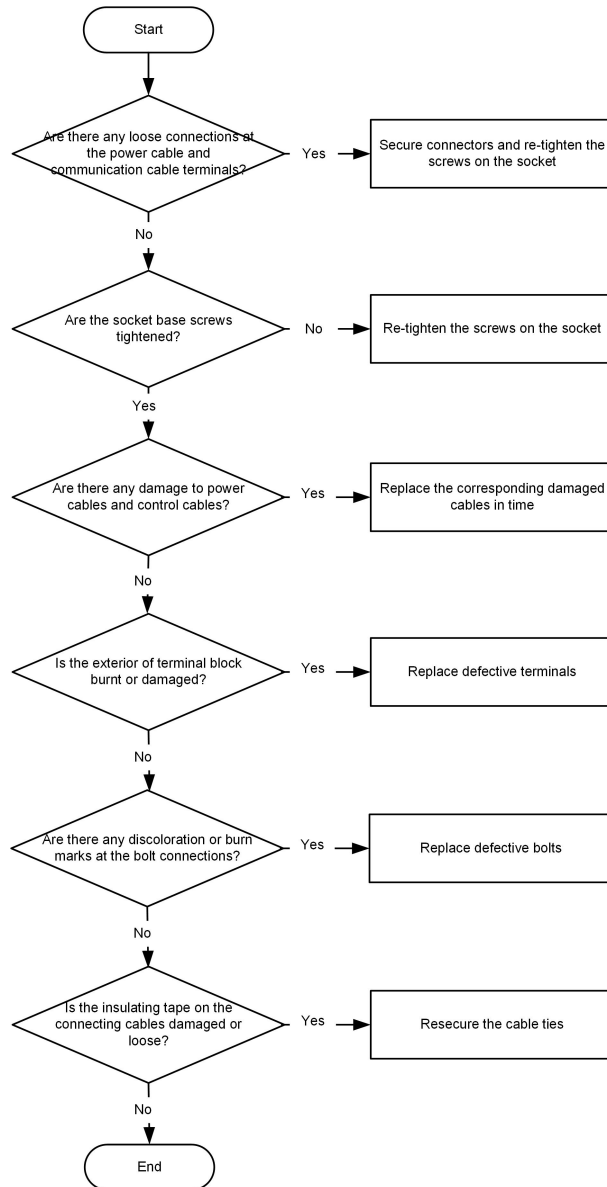 Start
Are there any loose connections at
the power cable and
communication cable terminals?
Yes
Secure connectors and re-tighten the
screws on the socket
No
Are the socket base screws
tightened?
No
Re-tighten the screws on the socket
Yes
Are there any damage to power
cables and control cables?
Yes
Replace the corresponding damaged
cables in time
No
Is the exterior of terminal block
burnt or damaged?
Yes
Replace defective terminals
No
Are there any discoloration or burn
marks at the bolt connections?
Yes
Replace defective bolts
No
Is the insulating tape on the
connecting cables damaged or
loose?
Yes
Resecure the cable ties
No
End